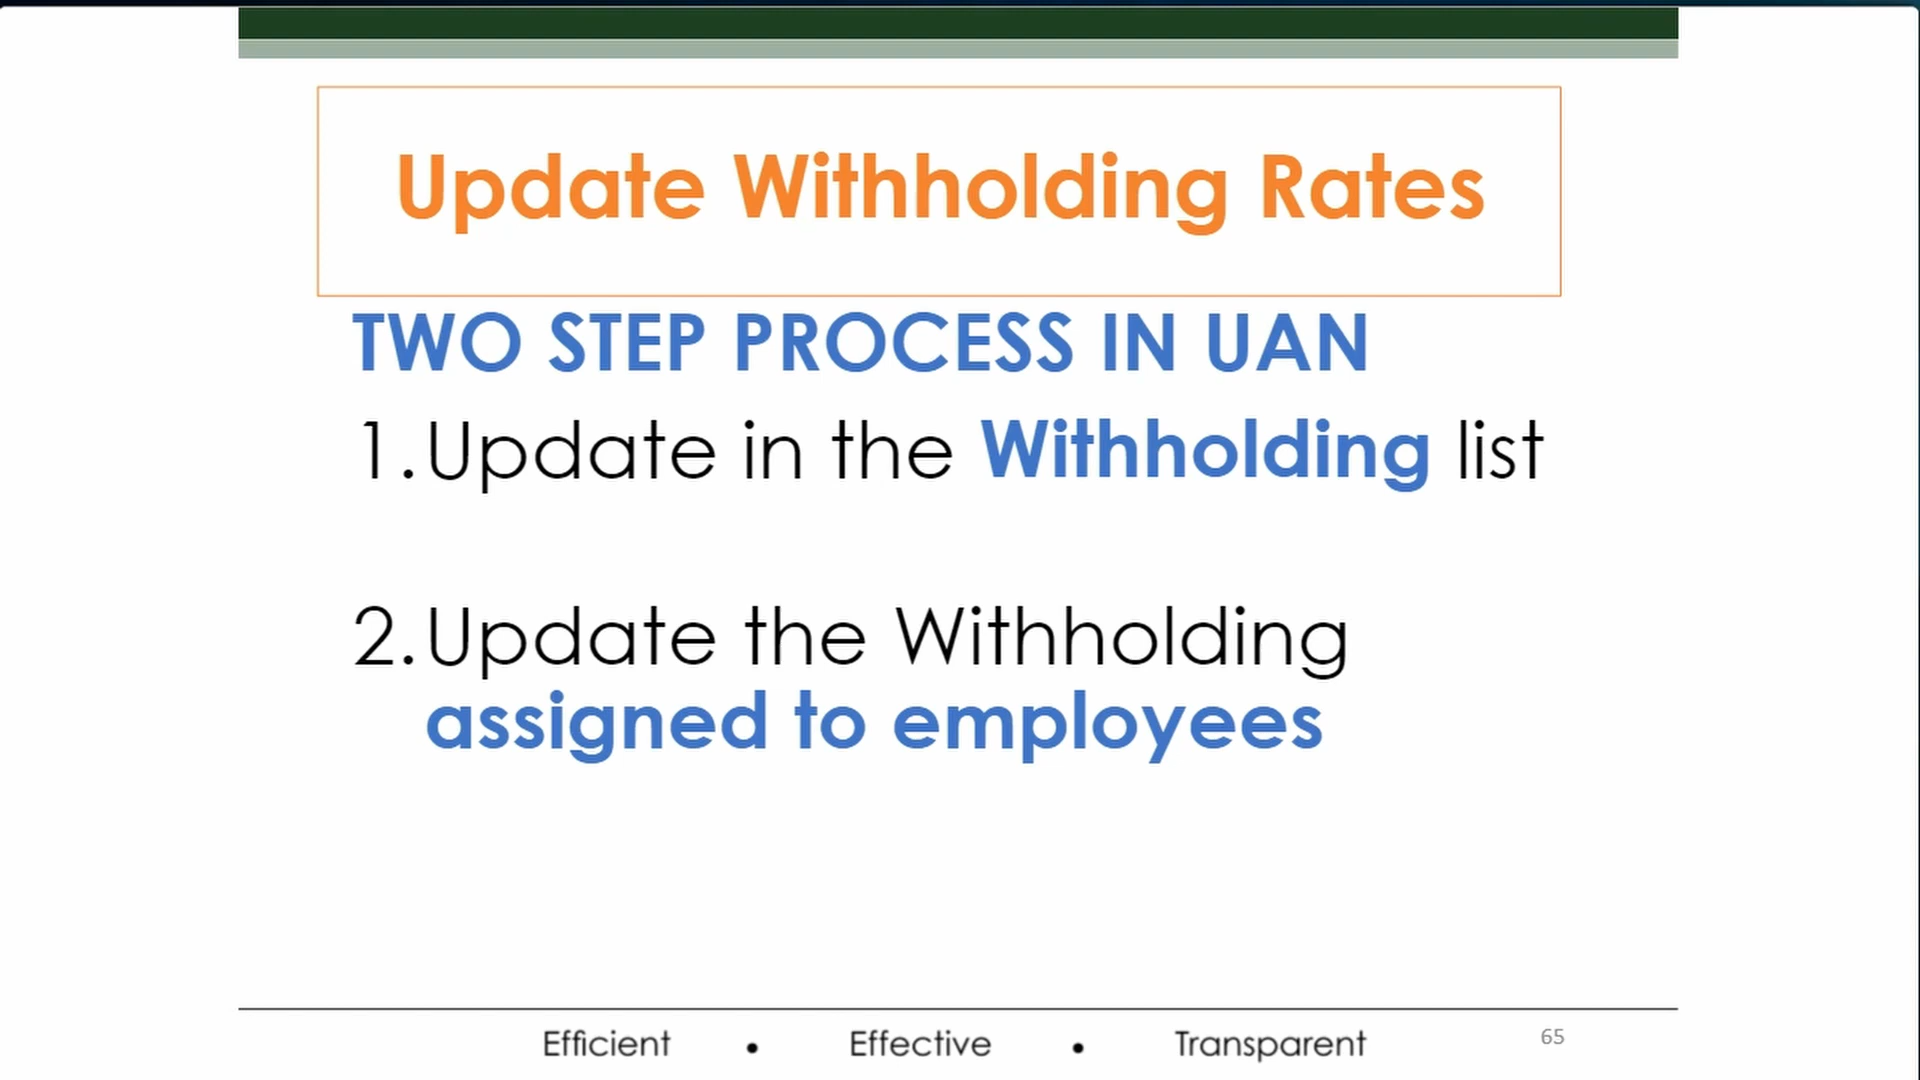 Update Withholding Rates
TWO STEP PROCESS IN UAN
1. Update in the Withholding list
2. Update the Withholding
assigned to employees
Efficient • Effective • Transparent 65